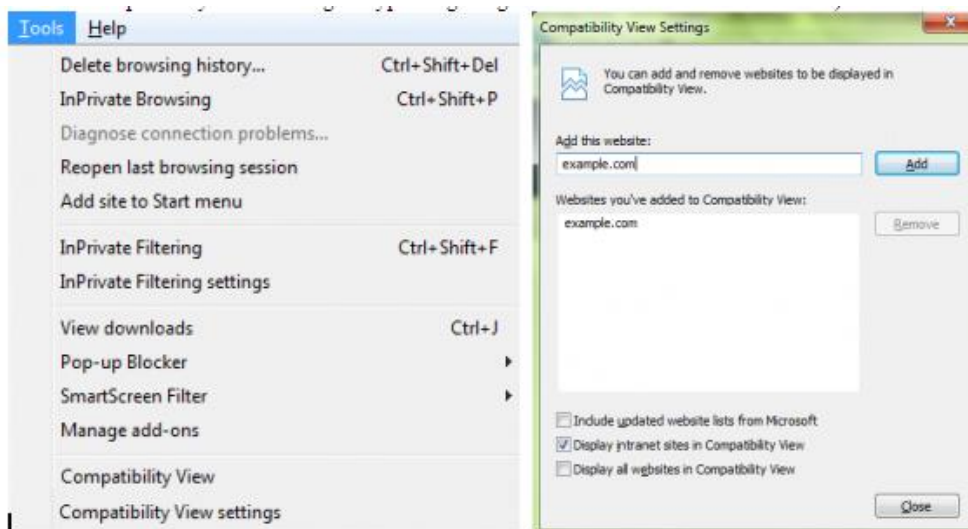 Tools Help
Delete browsing history... Ctrl+Shift+Del
InPrivate Browsing Ctrl+Shift+P
Diagnose connection problems...
Reopen last browsing session
Add site to Start menu
InPrivate Filtering Ctrl+Shift+F
InPrivate Filtering settings
View downloads Ctrl+J
Pop-up Blocker
SmartScreen Filter
Manage add-ons
Compatibility View
Compatibility View settings
Compatibility View Settings
You can add and remove websites to be displayed in
Compatibility View.
Add this website:
example.com Add
Websites you've added to Compatibility View:
example.com Remove
Include updated website lists from Microsoft
Display intranet sites in Compatibility View
Display all websites in Compatibility View
Close